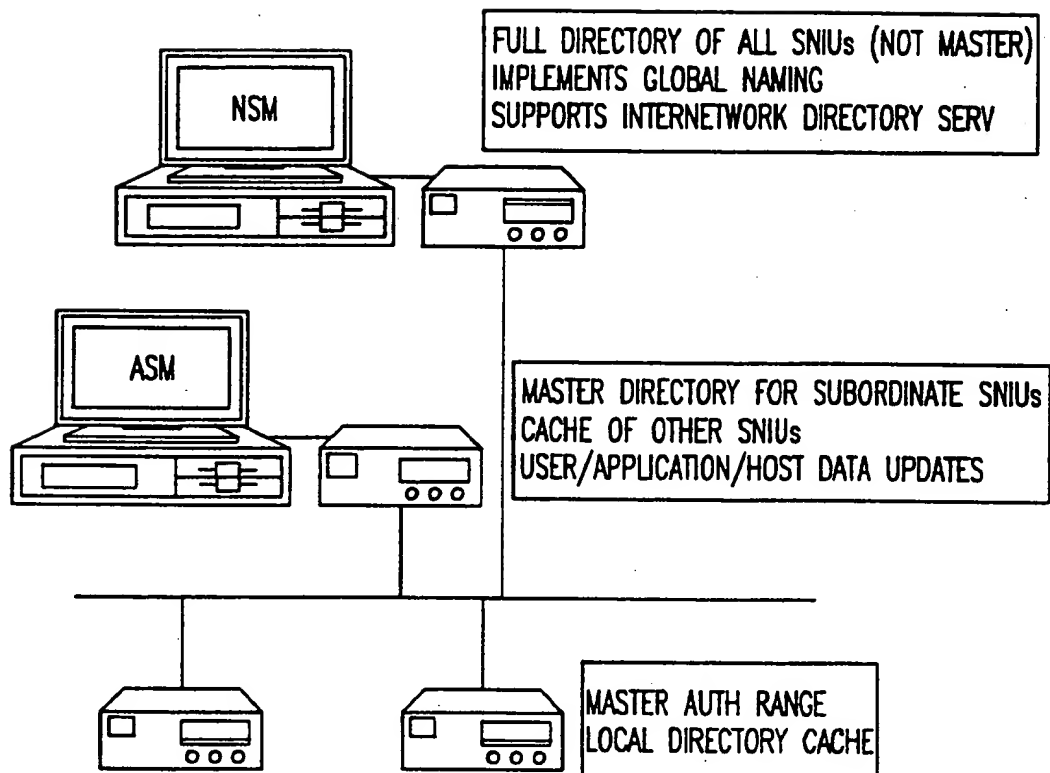 NSM
FULL DIRECTORY OF ALL SNIUs (NOT MASTER)
IMPLEMENTS GLOBAL NAMING
SUPPORTS INTERNETWORK DIRECTORY SERV
ASM
MASTER DIRECTORY FOR SUBORDINATE SNIUs
CACHE OF OTHER SNIUs
USER/APPLICATION/HOST DATA UPDATES
MASTER AUTH RANGE
LOCAL DIRECTORY CACHE